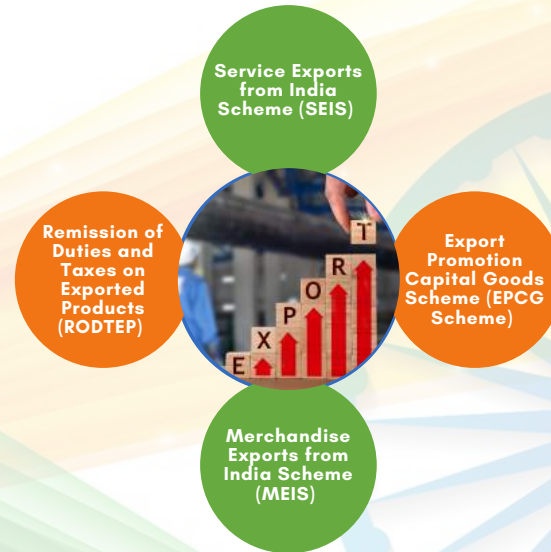 Service Exports
from India
Scheme (SEIS)
Remission of
Duties and
Taxes on
Exported
Products
(RODTEP)
EXPORT
Export
Promotion
Capital Goods
Scheme (EPCG
Scheme)
Merchandise
Exports from
India Scheme
(MEIS)